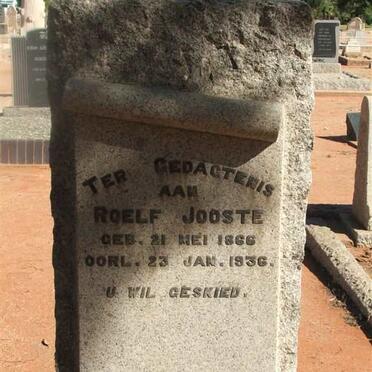 TER GEDAGTENIS
AAN
ROELF JOOSTE
GEB. 21 MEI 1866
OORL. 23 JAN. 1936.
U WIL GESKIED.